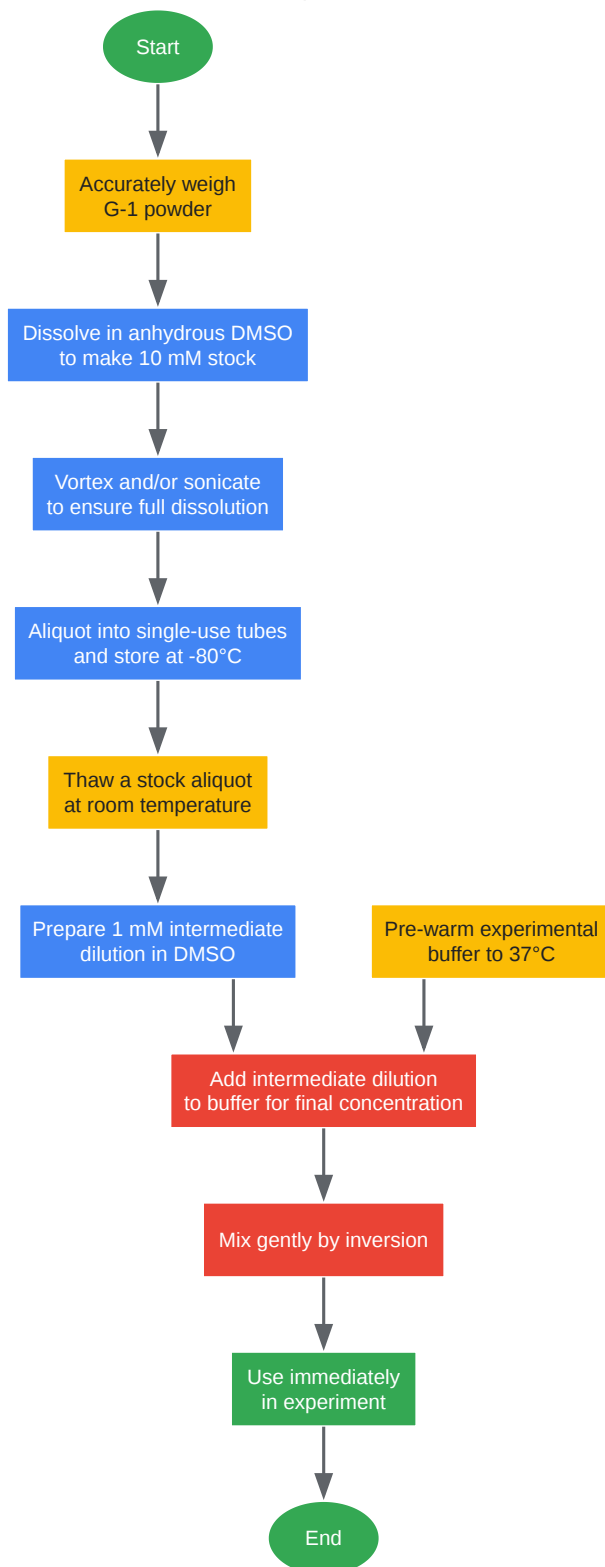 Start
Accurately weigh
G-1 powder
Dissolve in anhydrous DMSO
to make 10 mM stock
Vortex and/or sonicate
to ensure full dissolution
Aliquot into single-use tubes
and store at -80°C
Thaw a stock aliquot
at room temperature
Prepare 1 mM intermediate
dilution in DMSO
Pre-warm experimental
buffer to 37°C
Add intermediate dilution
to buffer for final concentration
Mix gently by inversion
Use immediately
in experiment
End